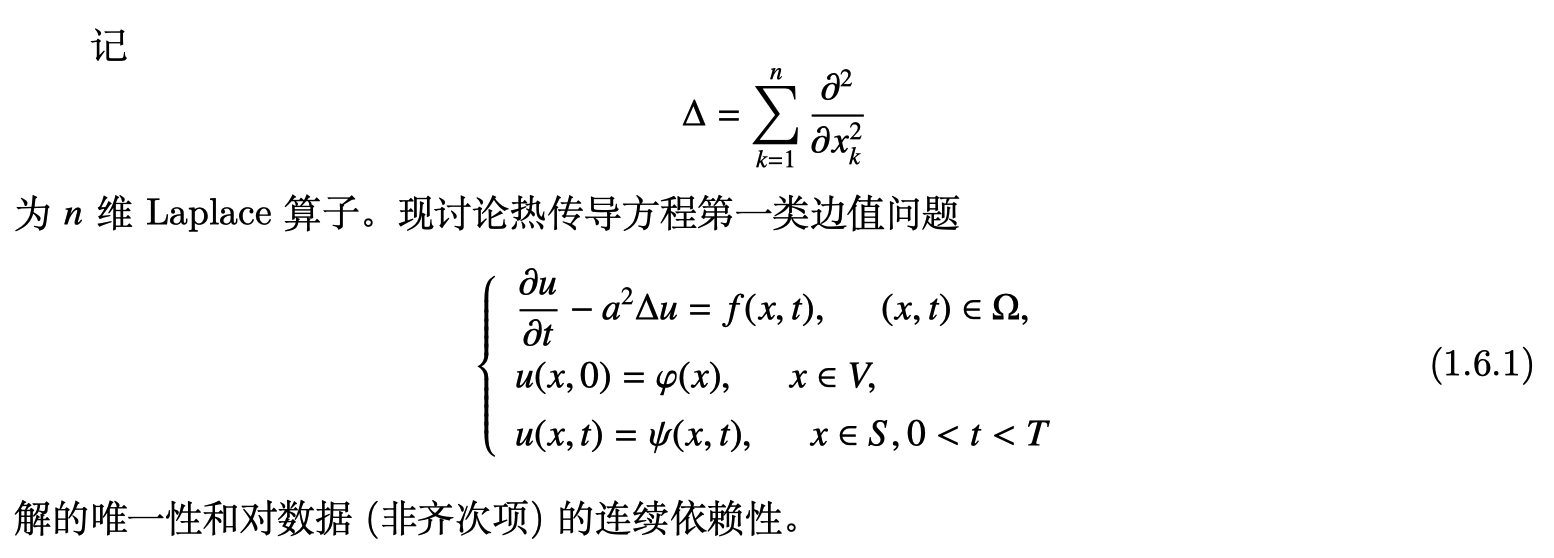 记
$$\Delta = \sum_{k=1}^{n} \frac{\partial^2}{\partial x_k^2}$$
为 $n$ 维 Laplace 算子。现讨论热传导方程第一类边值问题
$$\begin{cases} \dfrac{\partial u}{\partial t} - a^2 \Delta u = f(x,t), & (x,t) \in \Omega, \\ u(x,0) = \varphi(x), & x \in V, \\ u(x,t) = \psi(x,t), & x \in S, 0 < t < T \end{cases} \quad (1.6.1)$$
解的唯一性和对数据 (非齐次项) 的连续依赖性。